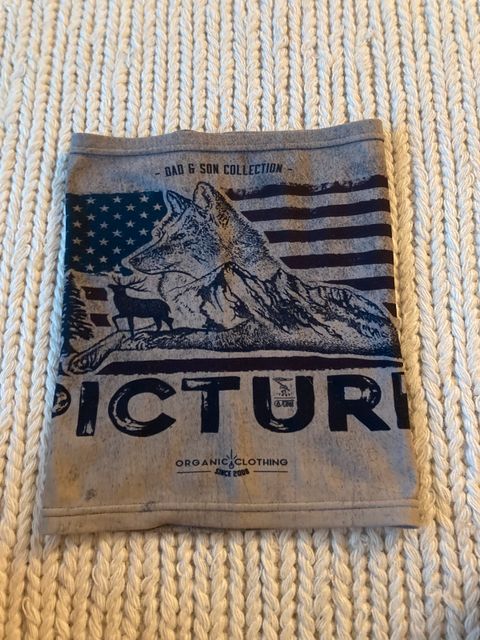 - DAD & SON COLLECTION -
PICTURE
ORGANIC CLOTHING
SINCE 2008